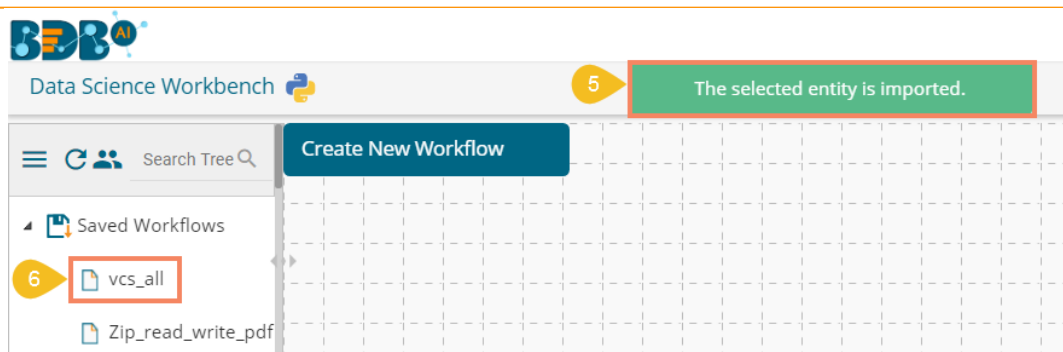 BDB AI
Data Science Workbench
5
The selected entity is imported.
Search Tree
Create New Workflow
Saved Workflows
6
vcs_all
Zip_read_write_pdf